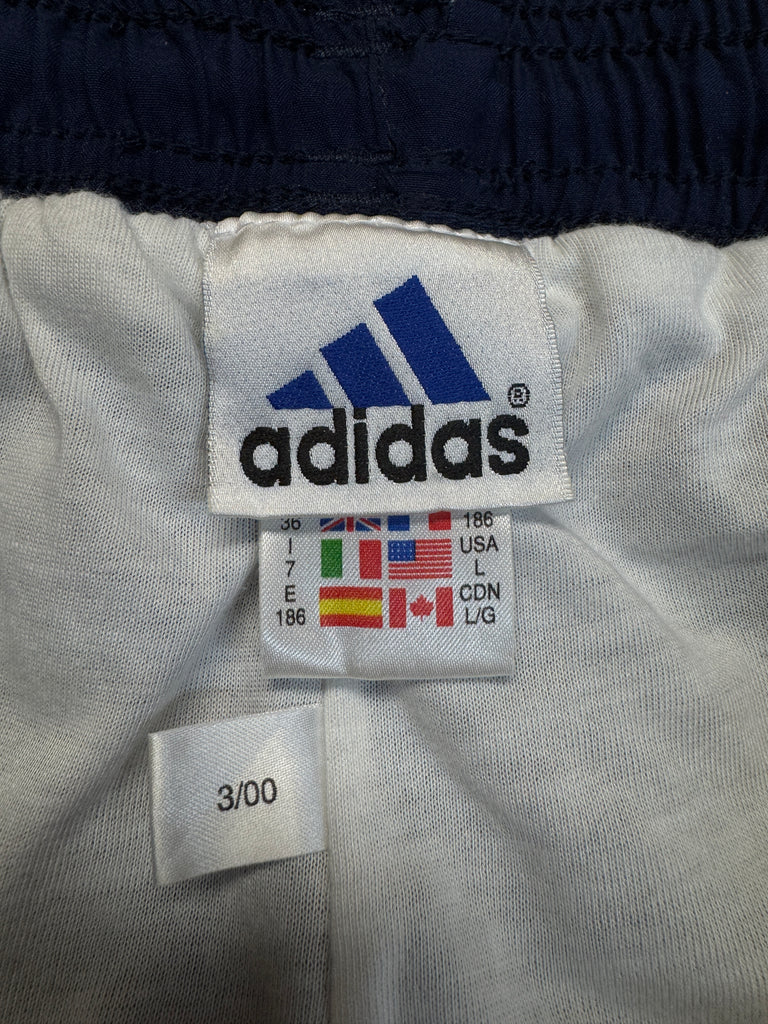 adidas®
36 186
I USA
7 L
E CDN
186 L/G
3/00